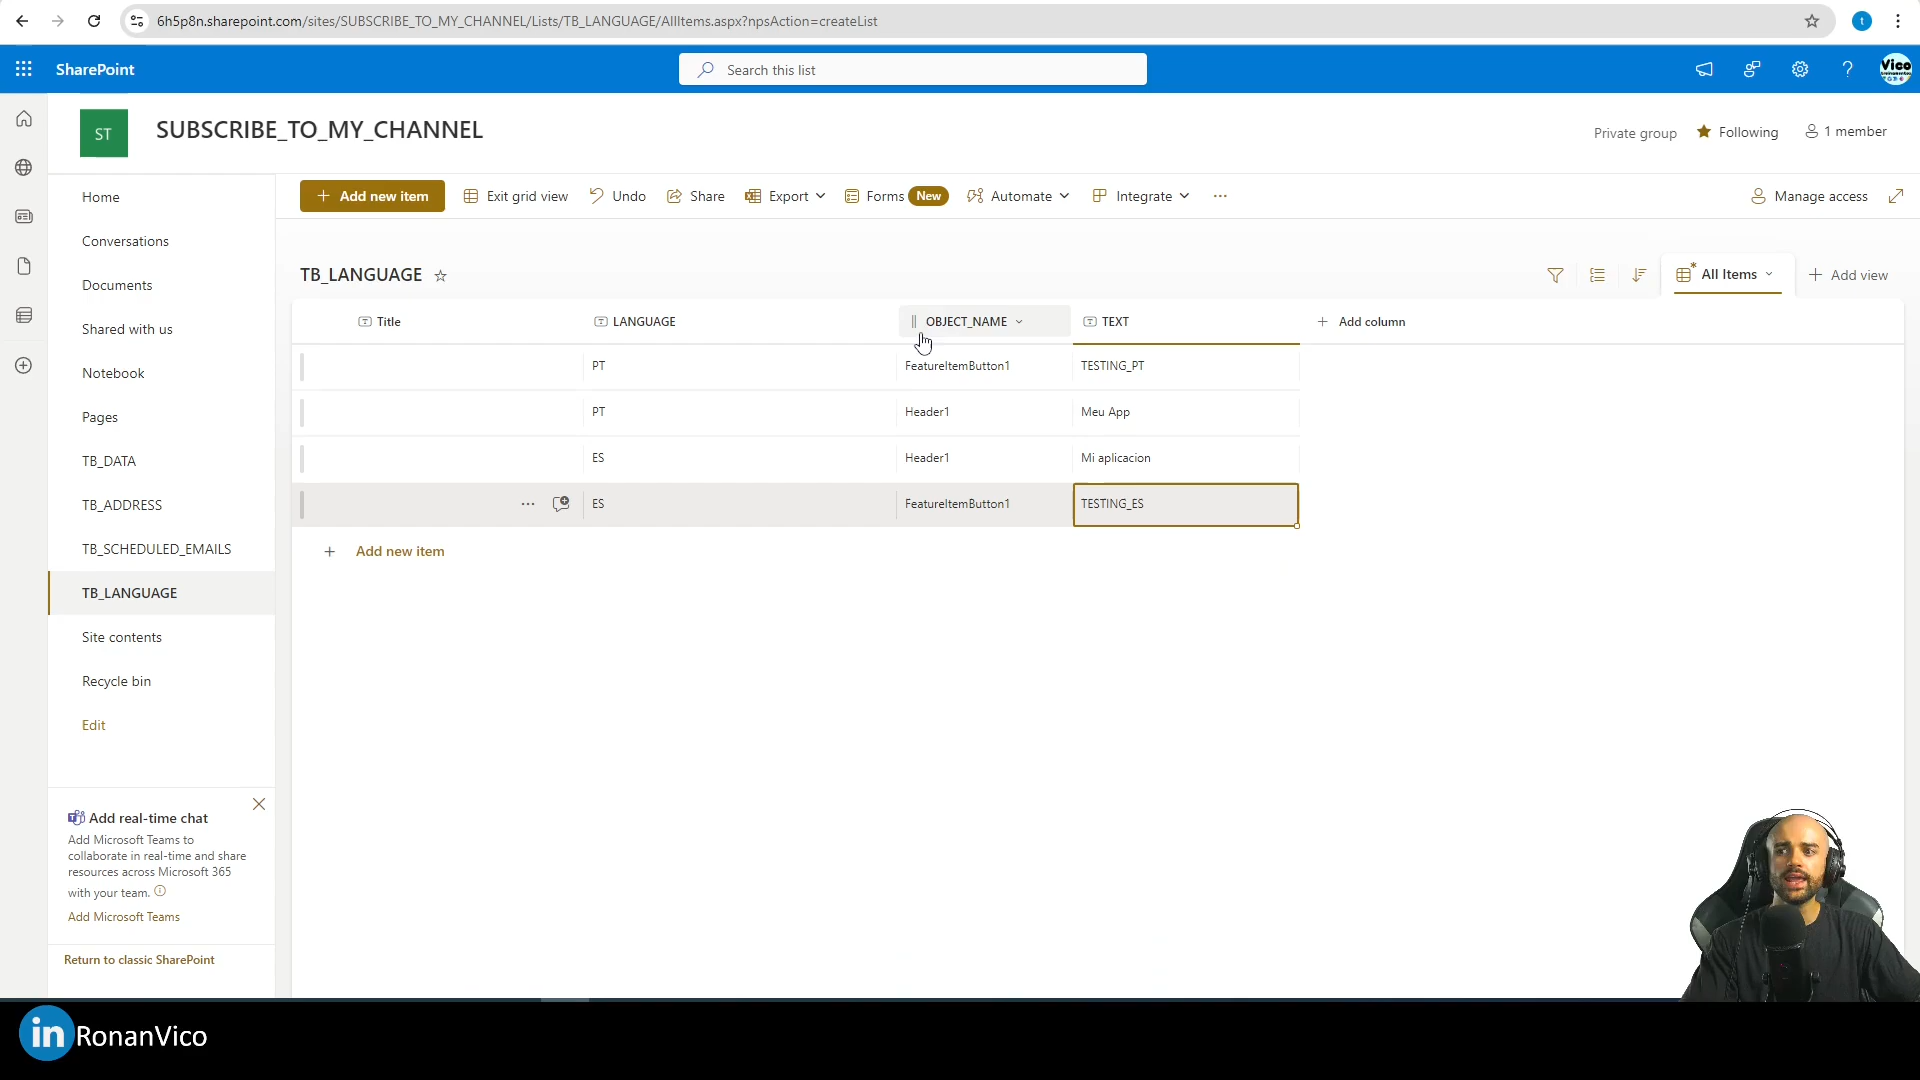 6h5p8n.sharepoint.com/sites/SUBSCRIBE_TO_MY_CHANNEL/Lists/TB_LANGUAGE/AllItems.aspx?npsAction=createList
t
SharePoint
Search this list
Vico
ST
SUBSCRIBE_TO_MY_CHANNEL
Private group
Following
1 member
Home
Conversations
Documents
Shared with us
Notebook
Pages
TB_DATA
TB_ADDRESS
TB_SCHEDULED_EMAILS
TB_LANGUAGE
Site contents
Recycle bin
Edit
Add new item
Exit grid view
Undo
Share
Export
Forms
New
Automate
Integrate
Manage access
TB_LANGUAGE
All Items
Add view
Title
LANGUAGE
OBJECT_NAME
TEXT
Add column
PT
FeatureItemButton1
TESTING_PT
PT
Header1
Meu App
ES
Header1
Mi aplicacion
ES
FeatureItemButton1
TESTING_ES
Add new item
Add real-time chat
Add Microsoft Teams to
collaborate in real-time and share
resources across Microsoft 365
with your team.
Add Microsoft Teams
Return to classic SharePoint
in
RonanVico